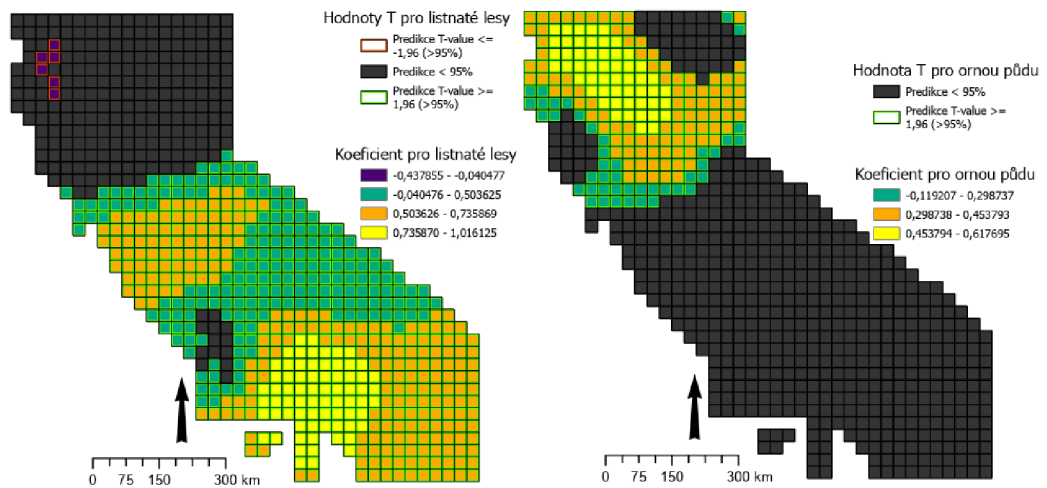 Hodnoty T pro listnaté lesy
Predikce T-value <=
-1,96 (>95%)
Predikce < 95%
Predikce T-value >=
1,96 (>95%)
Koeficient pro listnaté lesy
-0,437855 - -0,040477
-0,040476 - 0,503625
0,503626 - 0,735869
0,735870 - 1,016125
0 75 150 300 km
Hodnota T pro ornou půdu
Predikce < 95%
Predikce T-value >=
1,96 (>95%)
Koeficient pro ornou půdu
-0,119207 - 0,298737
0,298738 - 0,453793
0,453794 - 0,617695
0 75 150 300 km